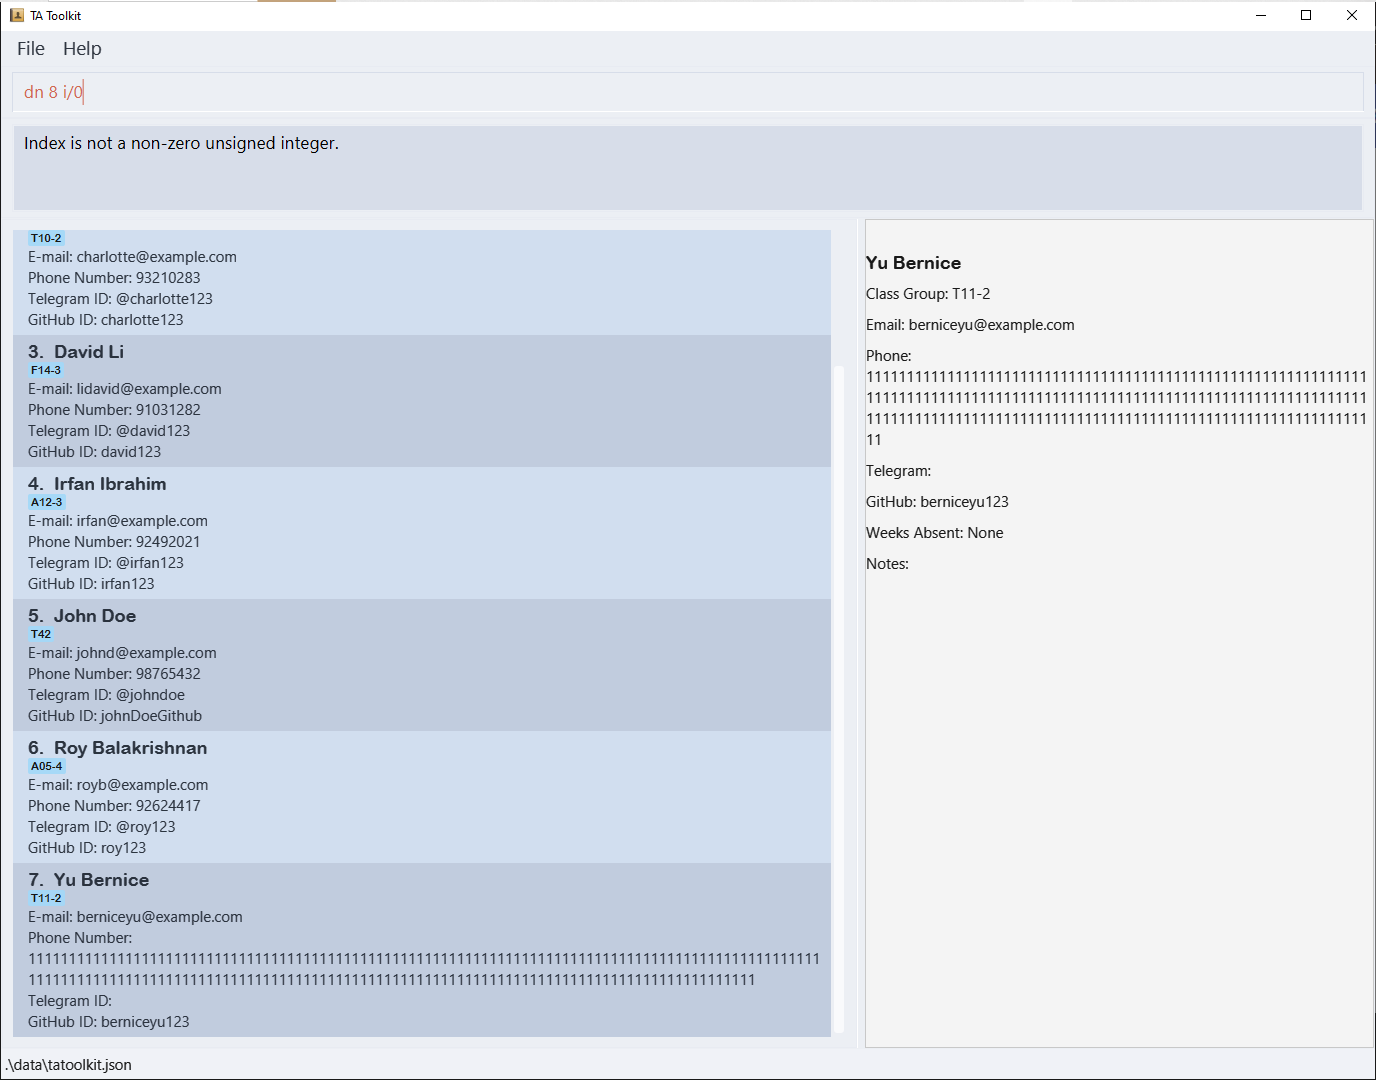 TA Toolkit
File Help
dn 8 i/0
Index is not a non-zero unsigned integer.
T10-2
E-mail: charlotte@example.com
Phone Number: 93210283
Telegram ID: @charlotte123
GitHub ID: charlotte123
3. David Li
F14-3
E-mail: lidavid@example.com
Phone Number: 91031282
Telegram ID: @david123
GitHub ID: david123
4. Irfan Ibrahim
A12-3
E-mail: irfan@example.com
Phone Number: 92492021
Telegram ID: @irfan123
GitHub ID: irfan123
5. John Doe
T42
E-mail: johnd@example.com
Phone Number: 98765432
Telegram ID: @johndoe
GitHub ID: johnDoeGithub
6. Roy Balakrishnan
A05-4
E-mail: royb@example.com
Phone Number: 92624417
Telegram ID: @roy123
GitHub ID: roy123
7. Yu Bernice
T11-2
E-mail: berniceyu@example.com
Phone Number:
Telegram ID:
GitHub ID: berniceyu123
Yu Bernice
Class Group: T11-2
Email: berniceyu@example.com
Phone:
11
Telegram:
GitHub: berniceyu123
Weeks Absent: None
Notes:
.\data\tatoolkit.json